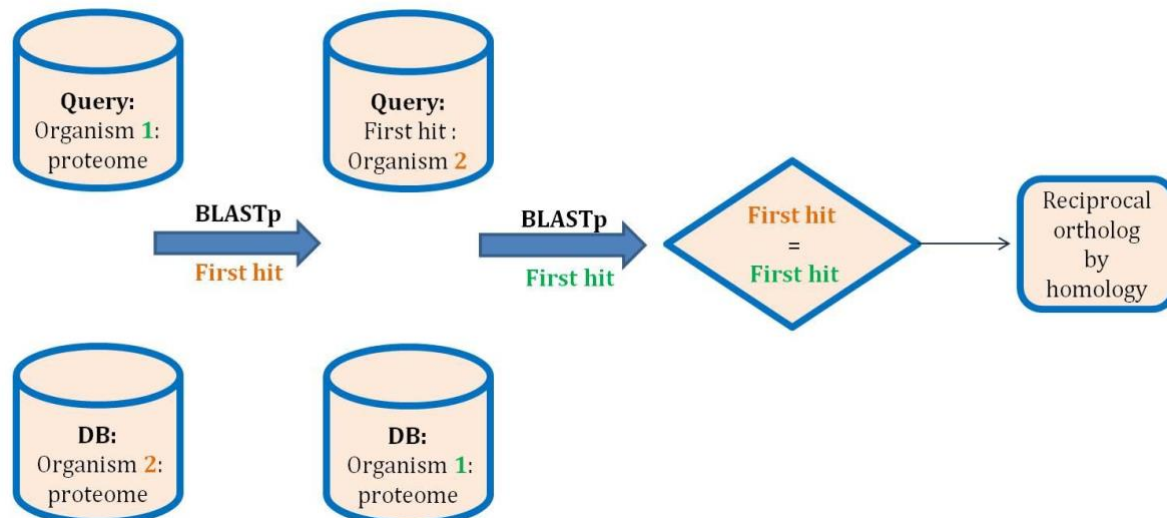 Query:
Organism 1:
proteome
Query:
First hit :
Organism 2
BLASTp
First hit
BLASTp
First hit
First hit
=
First hit
Reciprocal
ortholog
by
homology
DB:
Organism 2:
proteome
DB:
Organism 1:
proteome